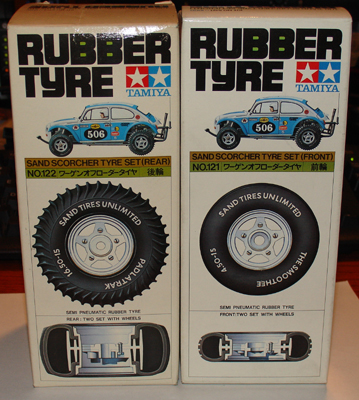 RUBBER
TYRE
TAMIYA
506
SAND SCORCHER TYRE SET (REAR)
NO.122 ワーゲンオフローダータイヤ 後輪
SAND TIRES UNLIMITED
PADLATRAK
16.50-15
SEMI PNEUMATIC RUBBER TYRE
REAR: TWO SET WITH WHEELS
RUBBER
TYRE
TAMIYA
506
SAND SCORCHER TYRE SET (FRONT)
NO.121 ワーゲンオフローダータイヤ 前輪
SAND TIRES UNLIMITED
THE SMOOTHEE
4.50-15
SEMI PNEUMATIC RUBBER TYRE
FRONT: TWO SET WITH WHEELS